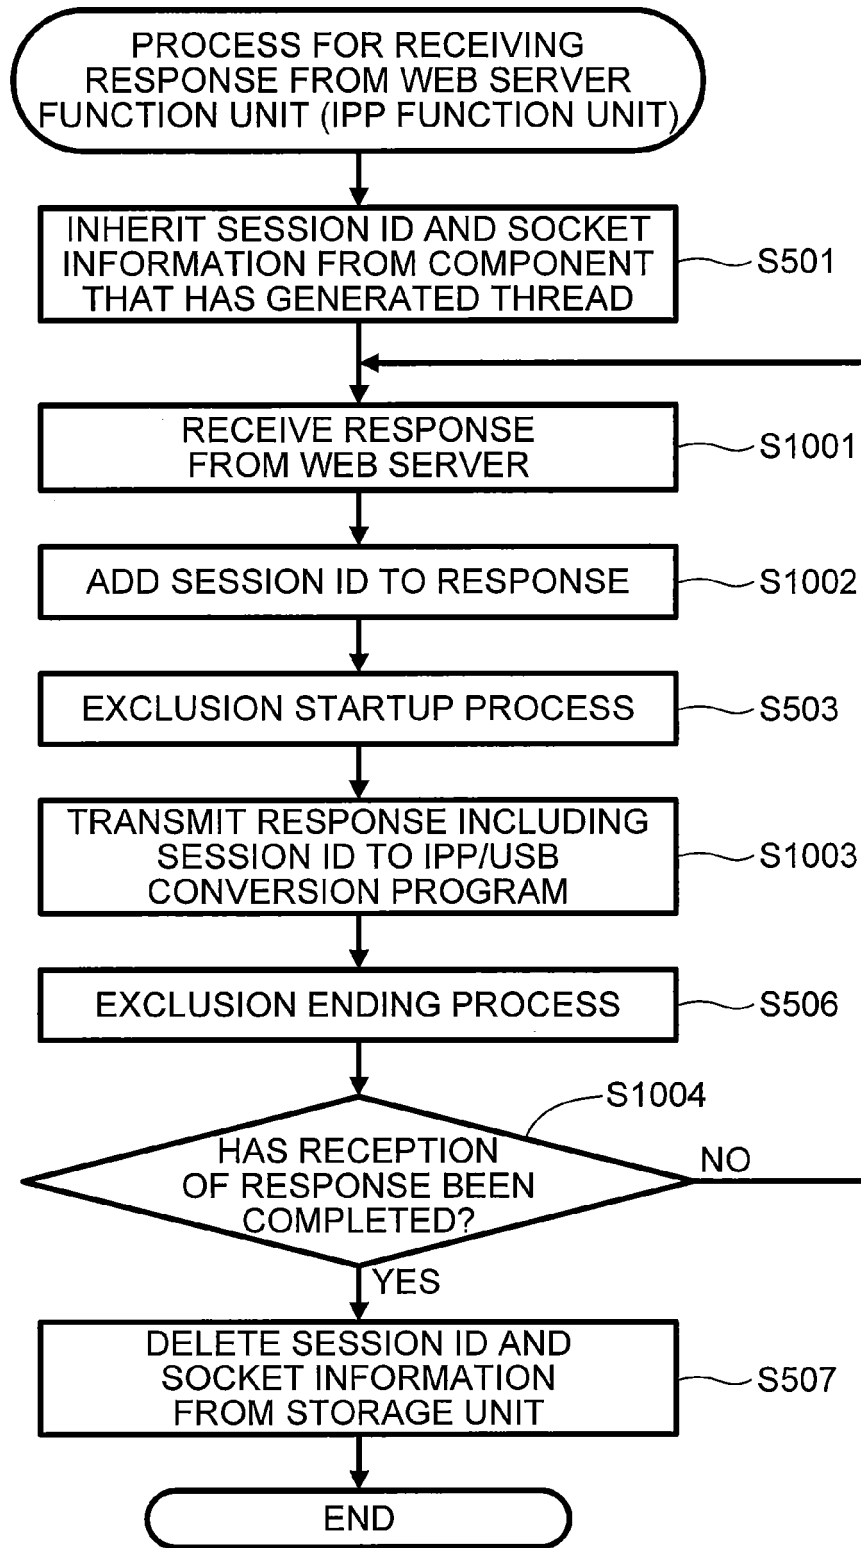 PROCESS FOR RECEIVING
RESPONSE FROM WEB SERVER
FUNCTION UNIT (IPP FUNCTION UNIT)
INHERIT SESSION ID AND SOCKET
INFORMATION FROM COMPONENT
THAT HAS GENERATED THREAD
S501
RECEIVE RESPONSE
FROM WEB SERVER
S1001
ADD SESSION ID TO RESPONSE
S1002
EXCLUSION STARTUP PROCESS
S503
TRANSMIT RESPONSE INCLUDING
SESSION ID TO IPP/USB
CONVERSION PROGRAM
S1003
EXCLUSION ENDING PROCESS
S506
S1004
HAS RECEPTION
OF RESPONSE BEEN
COMPLETED?
NO
YES
DELETE SESSION ID AND
SOCKET INFORMATION
FROM STORAGE UNIT
S507
END